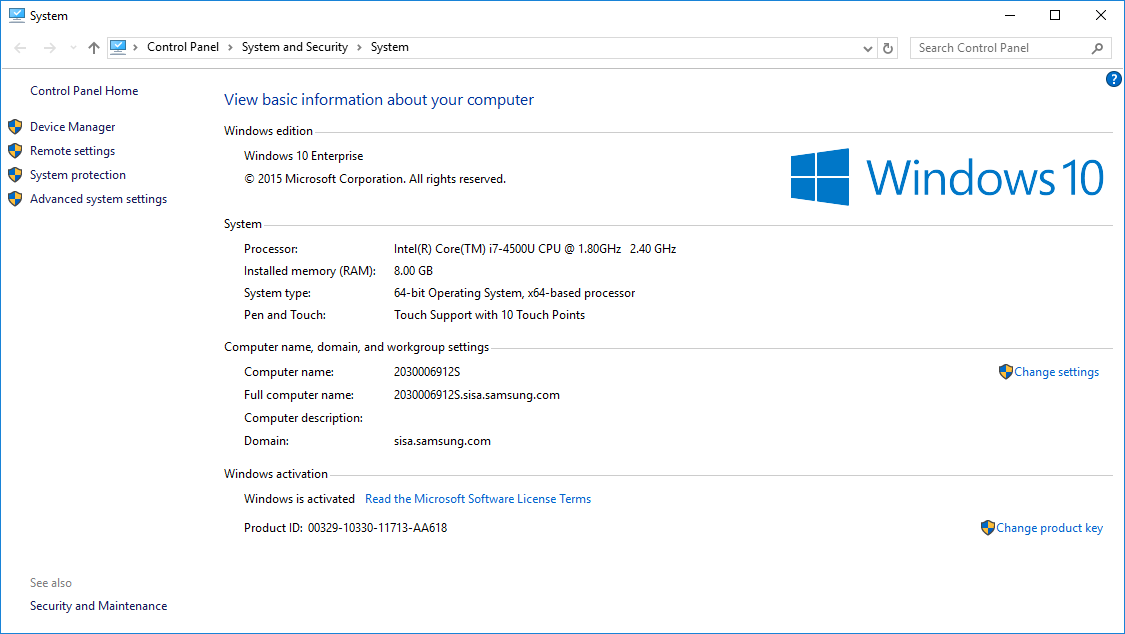 System
Control Panel > System and Security > System
Search Control Panel
?
Control Panel Home
Device Manager
Remote settings
System protection
Advanced system settings
View basic information about your computer
Windows edition
Windows 10 Enterprise
© 2015 Microsoft Corporation. All rights reserved.
Windows 10
System
Processor: Intel(R) Core(TM) i7-4500U CPU @ 1.80GHz 2.40 GHz
Installed memory (RAM): 8.00 GB
System type: 64-bit Operating System, x64-based processor
Pen and Touch: Touch Support with 10 Touch Points
Computer name, domain, and workgroup settings
Computer name: 2030006912S
Change settings
Full computer name: 2030006912S.sisa.samsung.com
Computer description:
Domain: sisa.samsung.com
Windows activation
Windows is activated Read the Microsoft Software License Terms
Product ID: 00329-10330-11713-AA618
Change product key
See also
Security and Maintenance